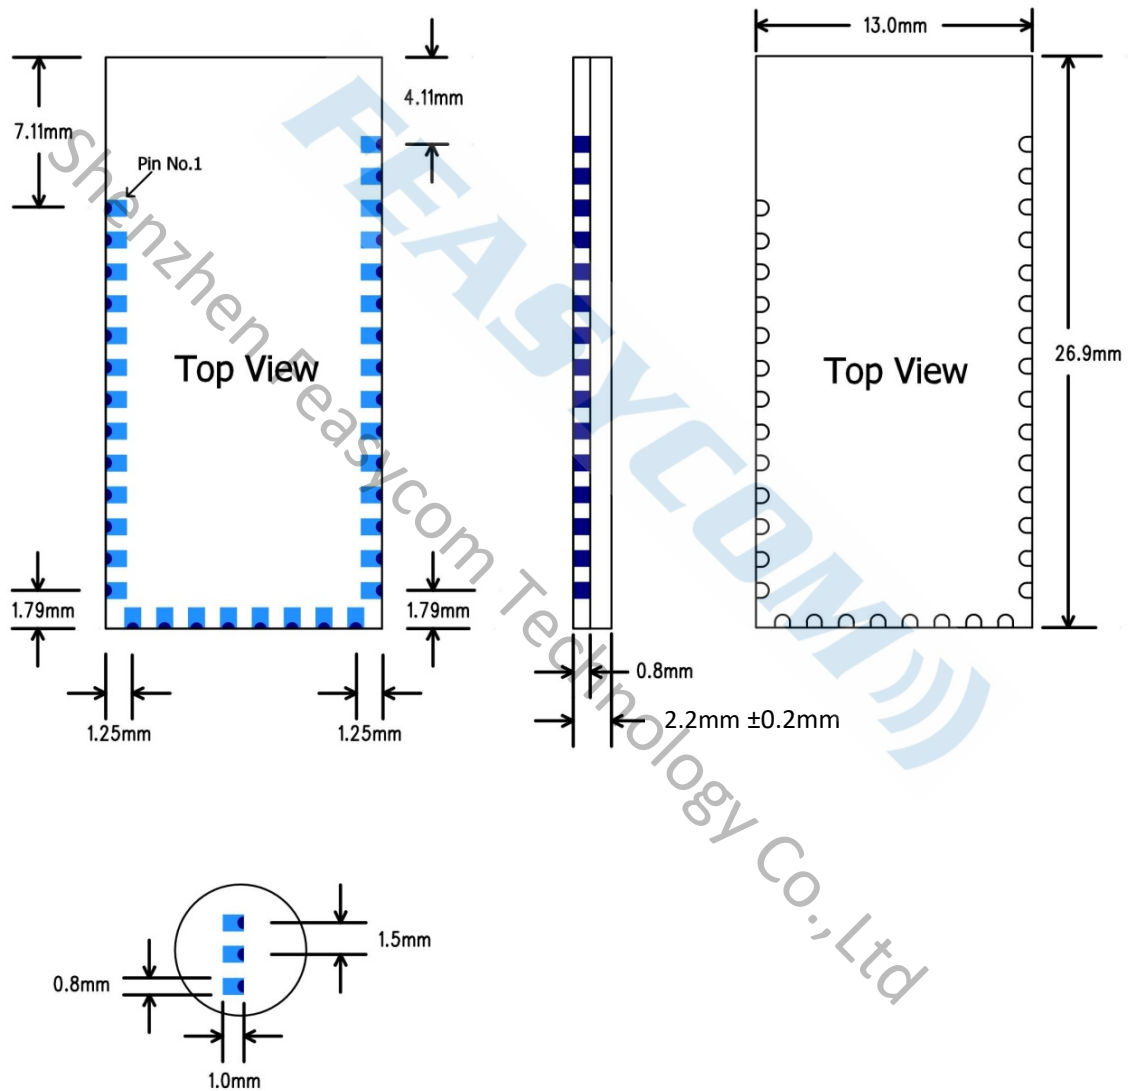 13.0mm
4.11mm
7.11mm
Pin No.1
Top View
Top View
26.9mm
1.79mm
1.79mm
0.8mm
2.2mm ±0.2mm
1.25mm
1.25mm
1.5mm
0.8mm
1.0mm
FEASYCOM
Shenzhen Feasycom Technology Co.,Ltd